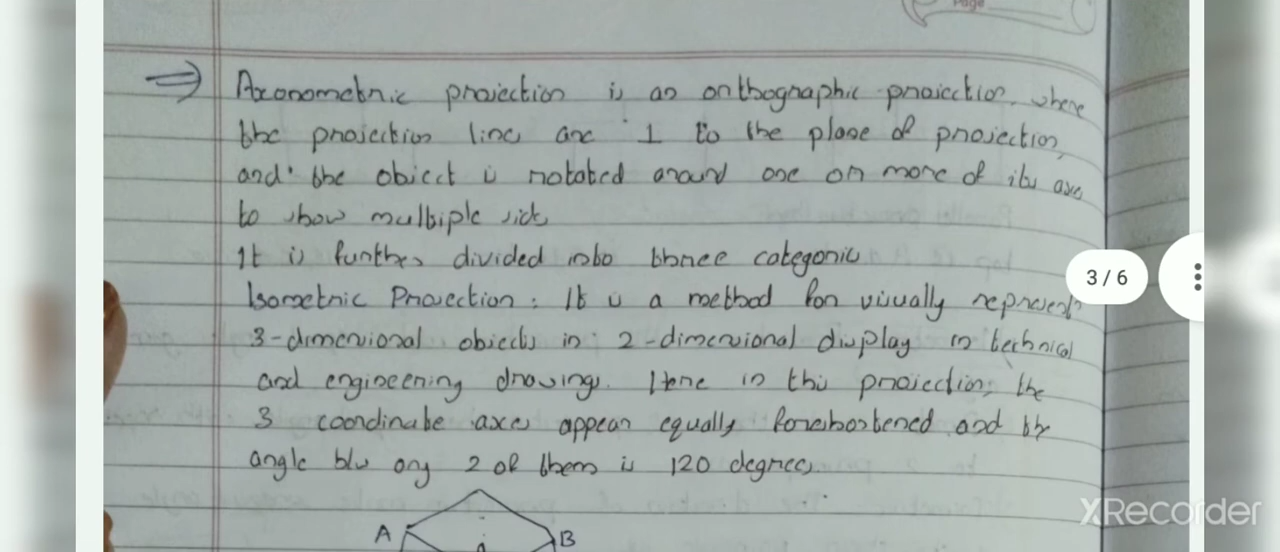 Page
⇒ Axonometric projection is an orthographic projection, where
the projection line are ⊥ to the plane of projection,
and the object is rotated around one or more of its axes
to show multiple sides
It is further divided into three categories
Isometric Projection: It is a method for visually represent
3-dimensional objects in 2-dimensional display in technical
and engineering drawings. Here in this projection, the
3 coordinate axes appear equally foreshortened and the
angle b/w any 2 of them is 120 degrees
A B
3 / 6
XRecorder